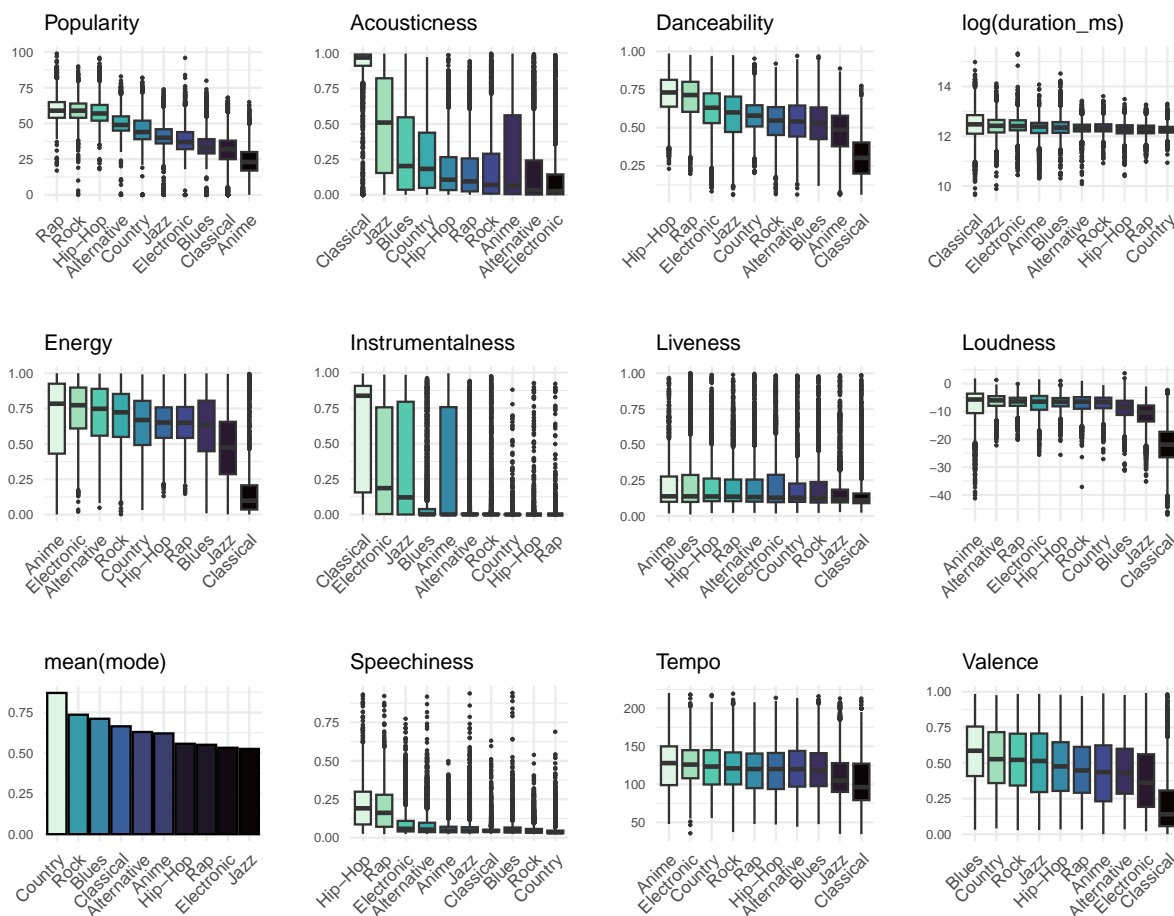 Popularity
100
75
50
25
0
Rap
Rock
Hip−Hop
Alternative
Country
Jazz
Electronic
Blues
Classical
Anime
Acousticness
1.00
0.75
0.50
0.25
0.00
Classical
Jazz
Blues
Country
Hip−Hop
Rap
Rock
Anime
Alternative
Electronic
Danceability
1.00
0.75
0.50
0.25
Hip−Hop
Rap
Electronic
Jazz
Country
Rock
Alternative
Blues
Anime
Classical
log(duration_ms)
14
12
10
Classical
Jazz
Electronic
Anime
Blues
Alternative
Rock
Hip−Hop
Rap
Country
Energy
1.00
0.75
0.50
0.25
0.00
Anime
Electronic
Alternative
Rock
Country
Hip−Hop
Rap
Blues
Jazz
Classical
Instrumentalness
1.00
0.75
0.50
0.25
0.00
Classical
Electronic
Jazz
Blues
Anime
Alternative
Rock
Country
Hip−Hop
Rap
Liveness
1.00
0.75
0.50
0.25
0.00
Anime
Blues
Hip−Hop
Rap
Alternative
Electronic
Country
Rock
Jazz
Classical
Loudness
0
−10
−20
−30
−40
Anime
Alternative
Rap
Electronic
Hip−Hop
Rock
Country
Blues
Jazz
Classical
mean(mode)
0.75
0.50
0.25
0.00
Country
Rock
Blues
Classical
Alternative
Anime
Hip−Hop
Rap
Electronic
Jazz
Speechiness
0.75
0.50
0.25
0.00
Hip−Hop
Rap
Electronic
Alternative
Anime
Jazz
Classical
Blues
Rock
Country
Tempo
200
150
100
50
Anime
Electronic
Country
Rock
Rap
Hip−Hop
Alternative
Blues
Jazz
Classical
Valence
1.00
0.75
0.50
0.25
0.00
Blues
Country
Rock
Jazz
Hip−Hop
Rap
Anime
Alternative
Electronic
Classical